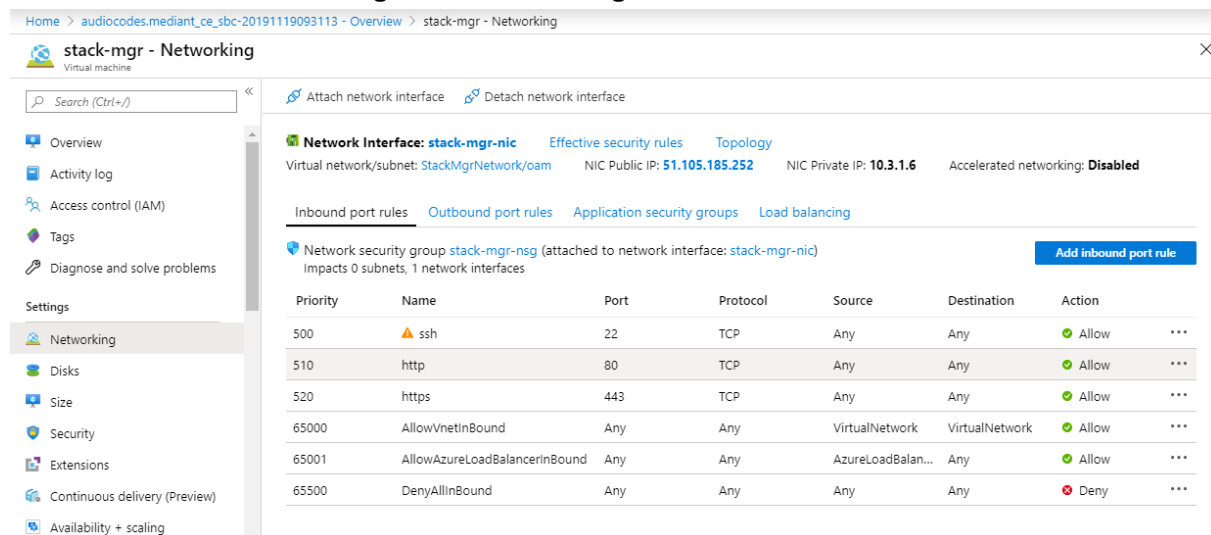 Home > audiocodes.mediant_ce_sbc-20191119093113 - Overview > stack-mgr - Networking
stack-mgr - Networking
Virtual machine
Search (Ctrl+/)
Overview
Activity log
Access control (IAM)
Tags
Diagnose and solve problems
Settings
Networking
Disks
Size
Security
Extensions
Continuous delivery (Preview)
Availability + scaling
Attach network interface Detach network interface
Network Interface: stack-mgr-nic Effective security rules Topology
Virtual network/subnet: StackMgrNetwork/oam NIC Public IP: 51.105.185.252 NIC Private IP: 10.3.1.6 Accelerated networking: Disabled
Inbound port rules Outbound port rules Application security groups Load balancing
Network security group stack-mgr-nsg (attached to network interface: stack-mgr-nic)
Impacts 0 subnets, 1 network interfaces
Add inbound port rule
Priority Name Port Protocol Source Destination Action
500 ssh 22 TCP Any Any Allow
510 http 80 TCP Any Any Allow
520 https 443 TCP Any Any Allow
65000 AllowVnetInBound Any Any VirtualNetwork VirtualNetwork Allow
65001 AllowAzureLoadBalancerInBound Any Any AzureLoadBalan... Any Allow
65500 DenyAllInBound Any Any Any Any Deny